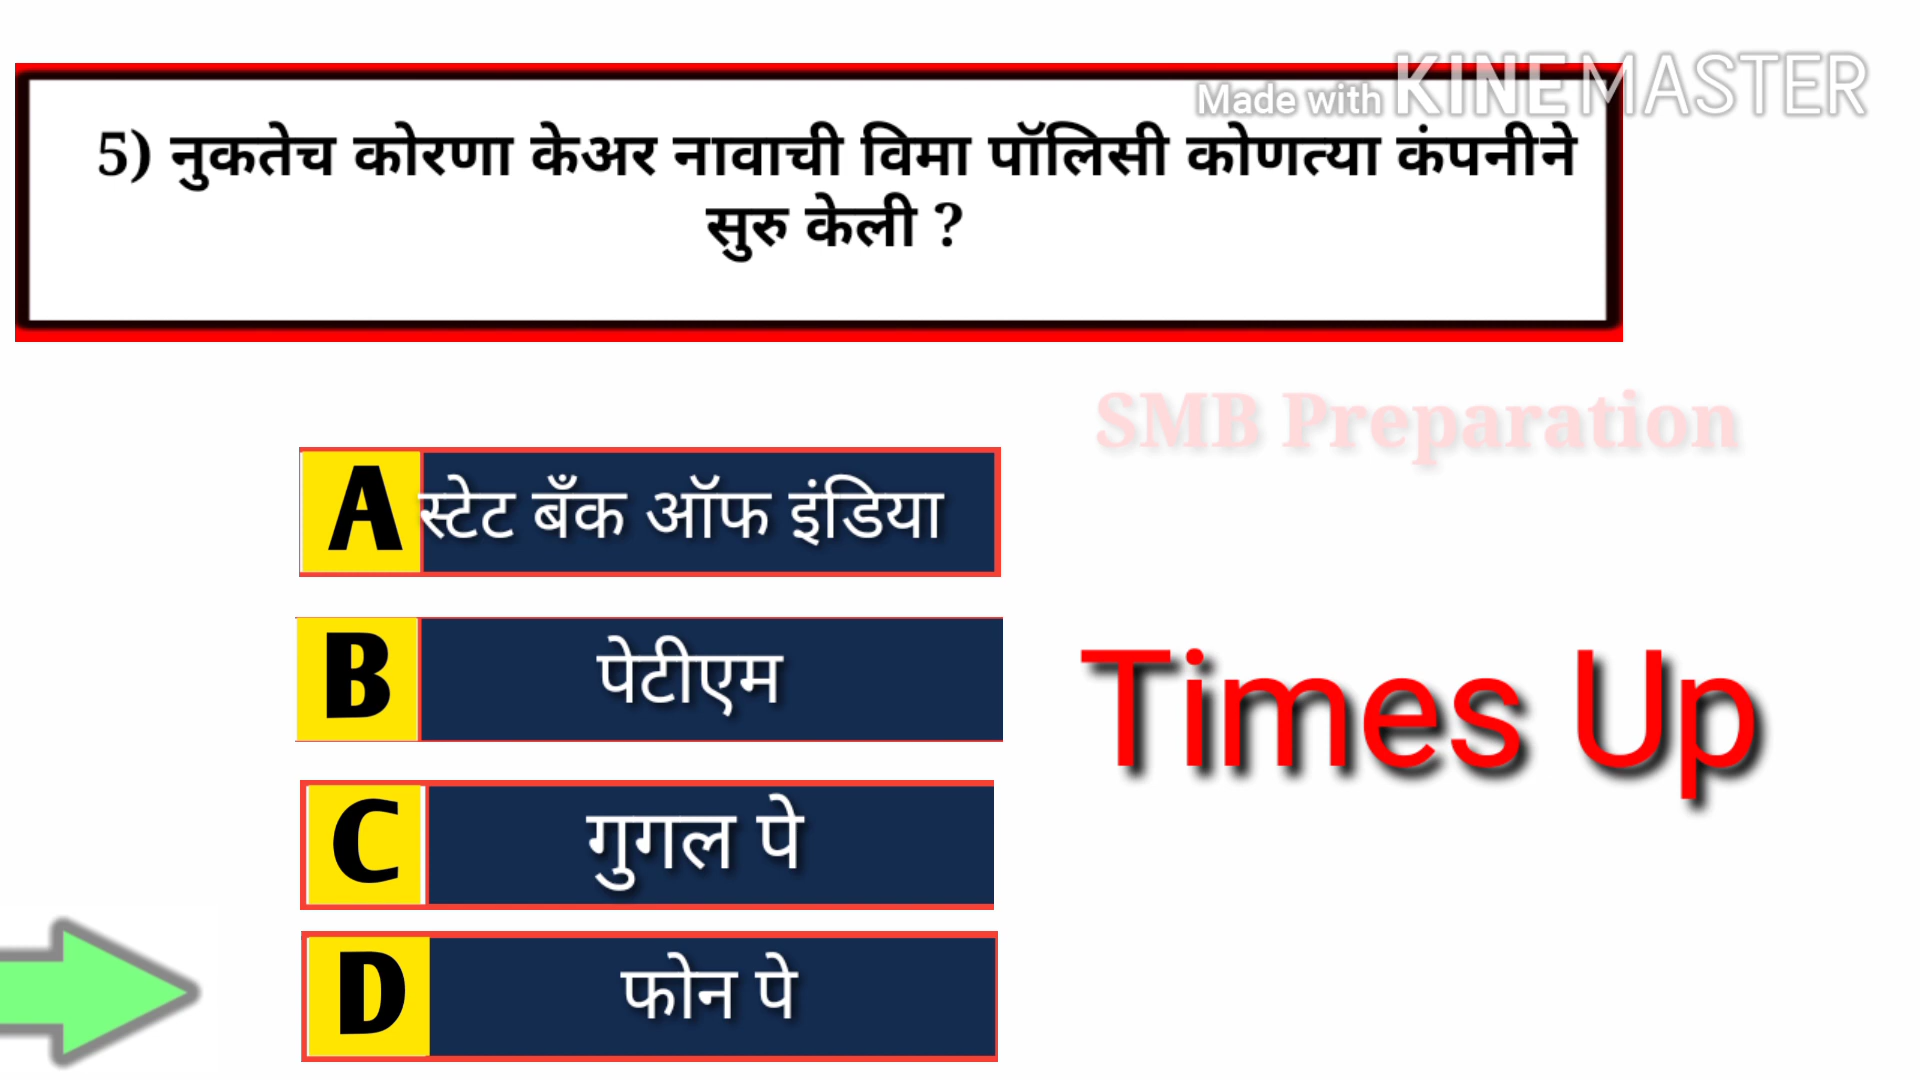 Made with KINEMASTER
5) नुकतेच कोरणा केअर नावाची विमा पॉलिसी कोणत्या कंपनीने
सुरु केली ?
SMB Preparation
A स्टेट बँक ऑफ इंडिया
B पेटीएम
Times Up
C गुगल पे
D फोन पे